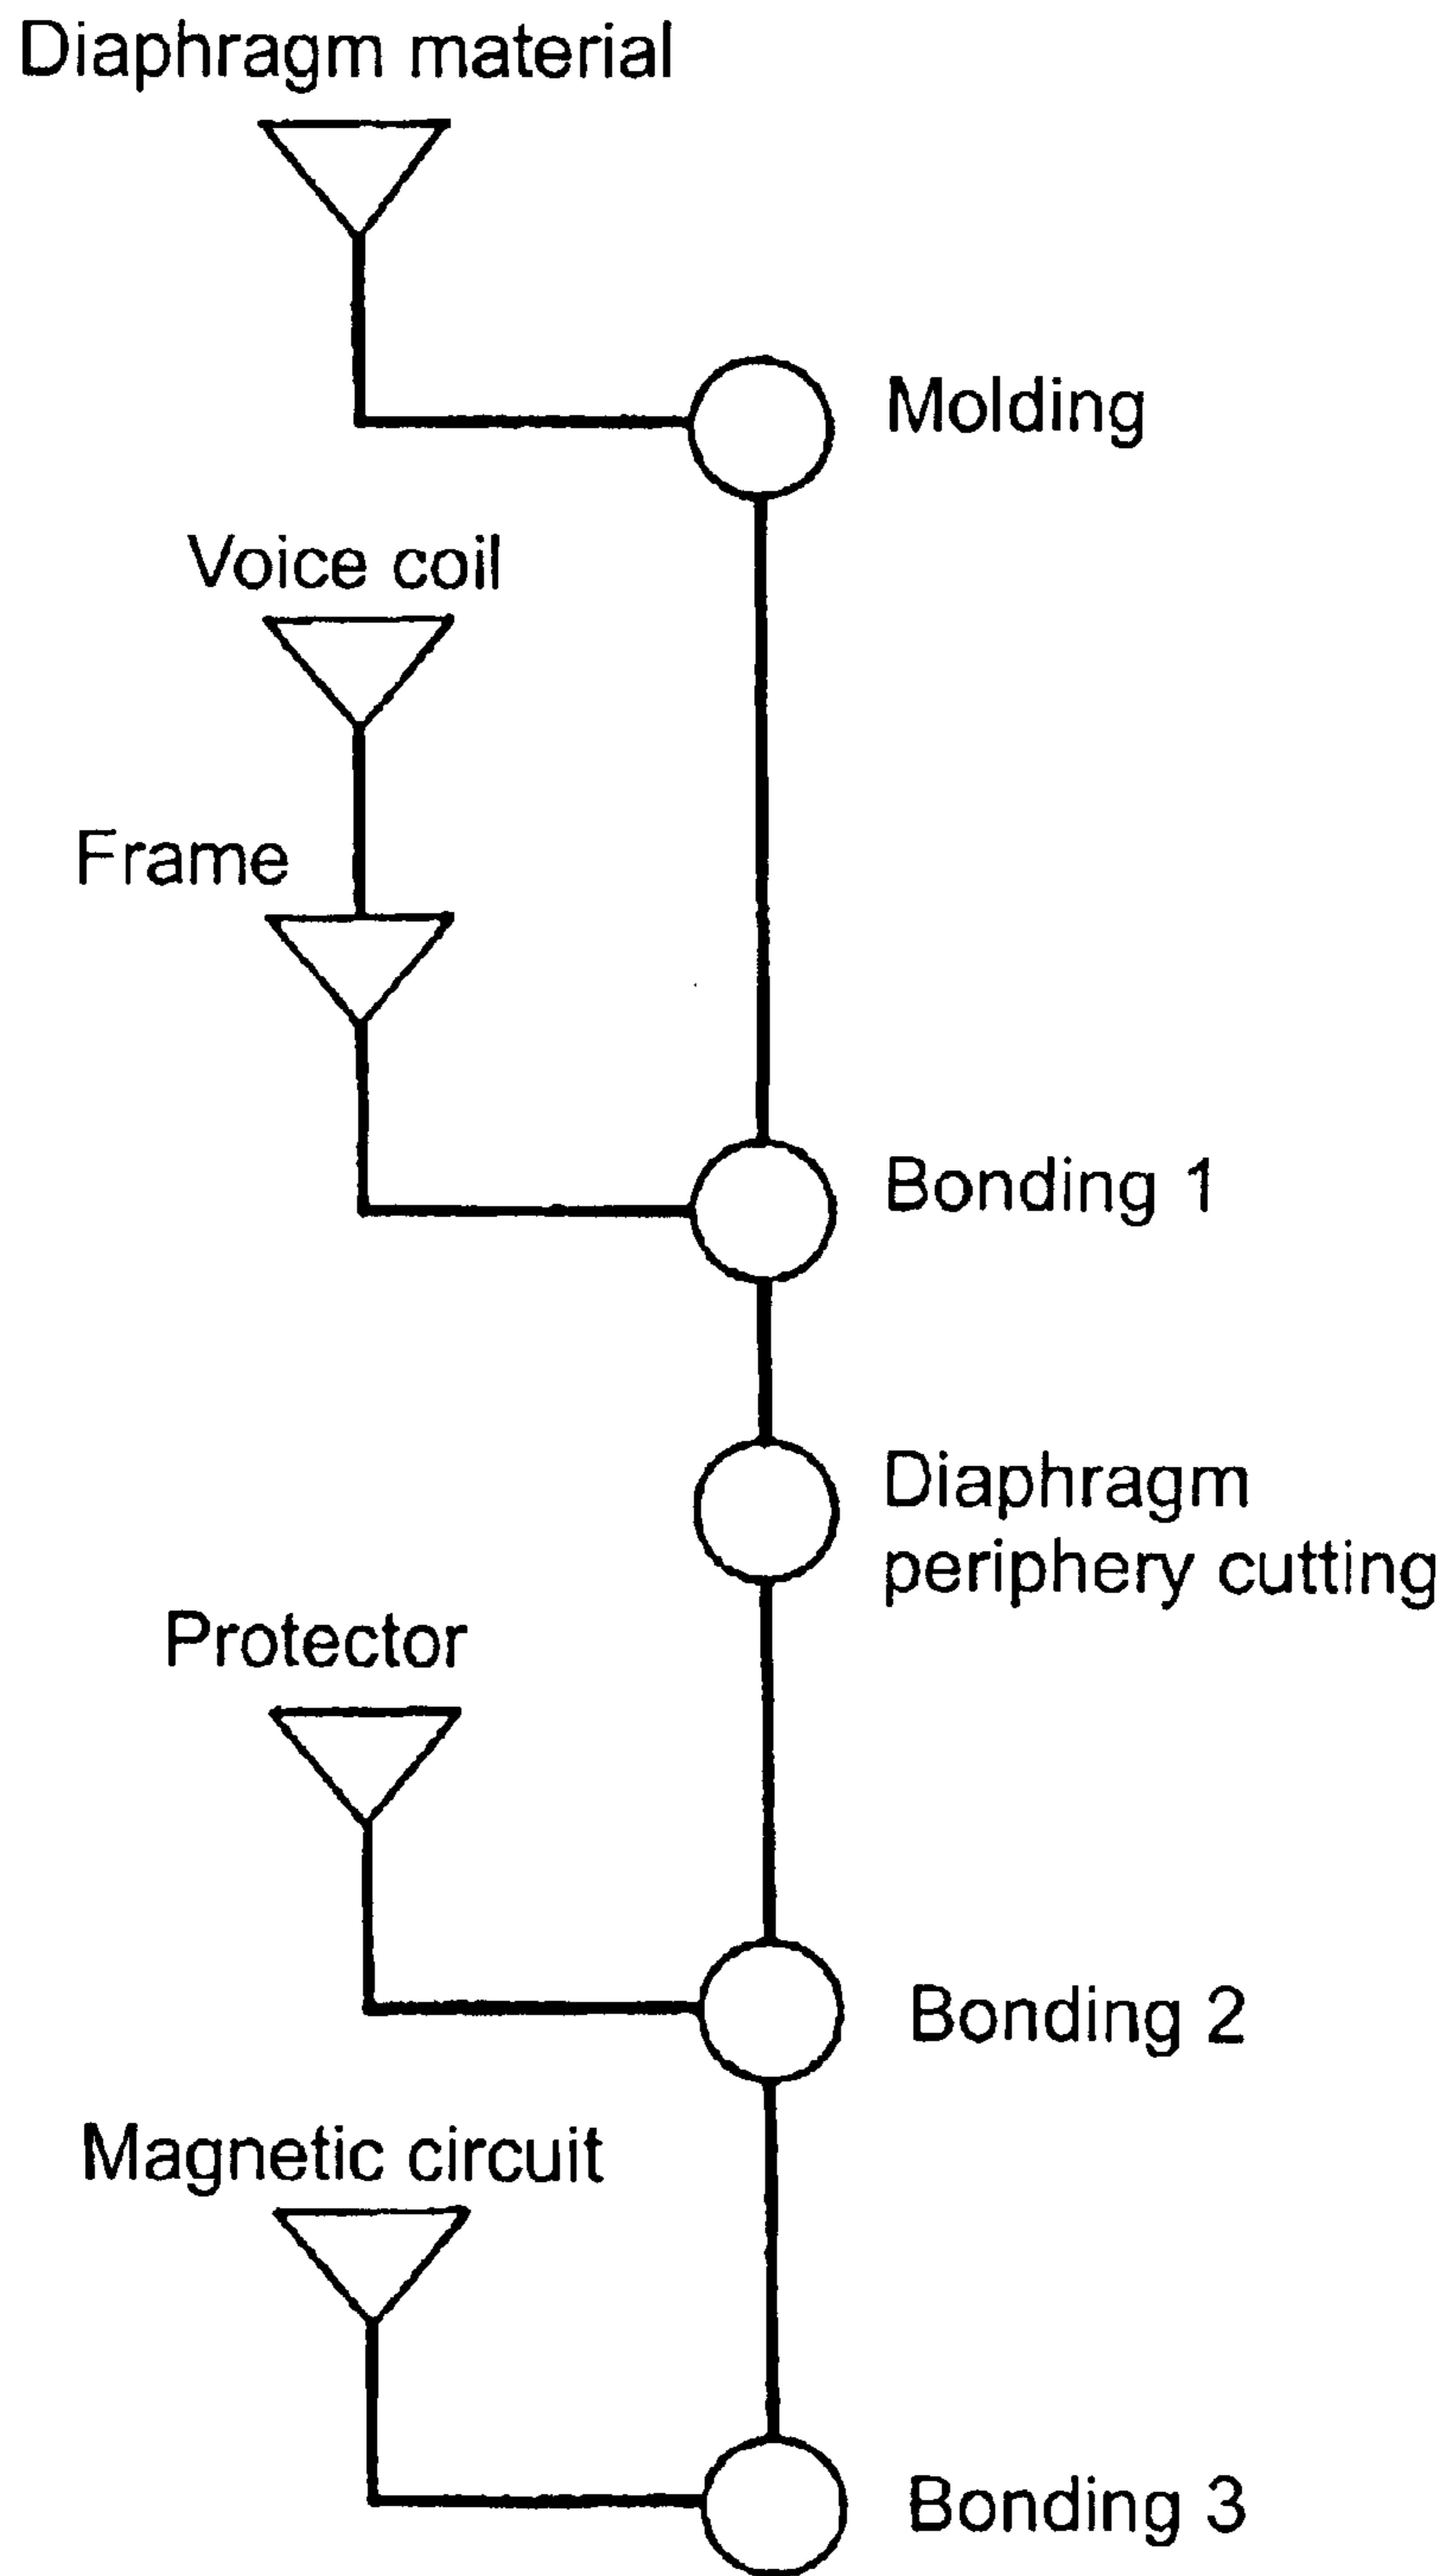 Diaphragm material
Molding
Voice coil
Frame
Bonding 1
Diaphragm
periphery cutting
Protector
Bonding 2
Magnetic circuit
Bonding 3